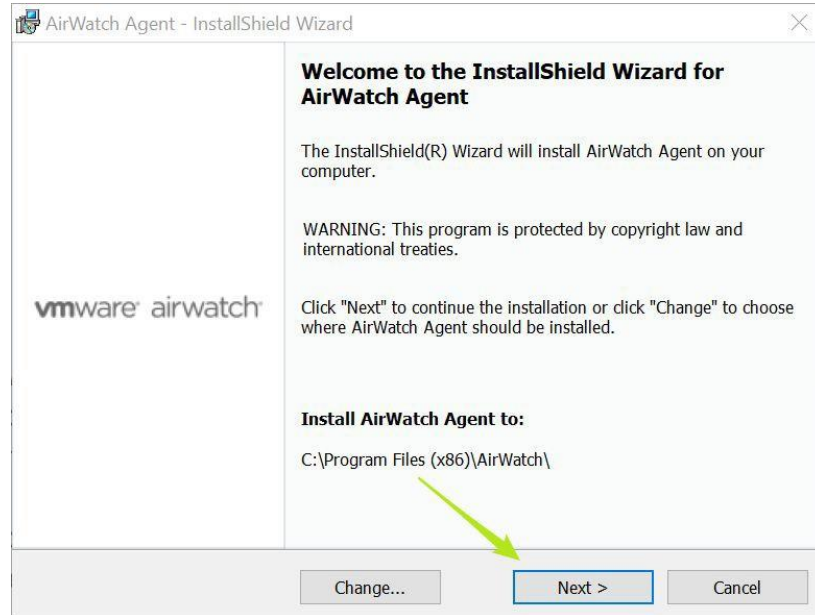 AirWatch Agent - InstallShield Wizard
Welcome to the InstallShield Wizard for
AirWatch Agent
The InstallShield(R) Wizard will install AirWatch Agent on your
computer.
WARNING: This program is protected by copyright law and
international treaties.
vmware airwatch
Click "Next" to continue the installation or click "Change" to choose
where AirWatch Agent should be installed.
Install AirWatch Agent to:
C:\Program Files (x86)\AirWatch\
Change... Next > Cancel